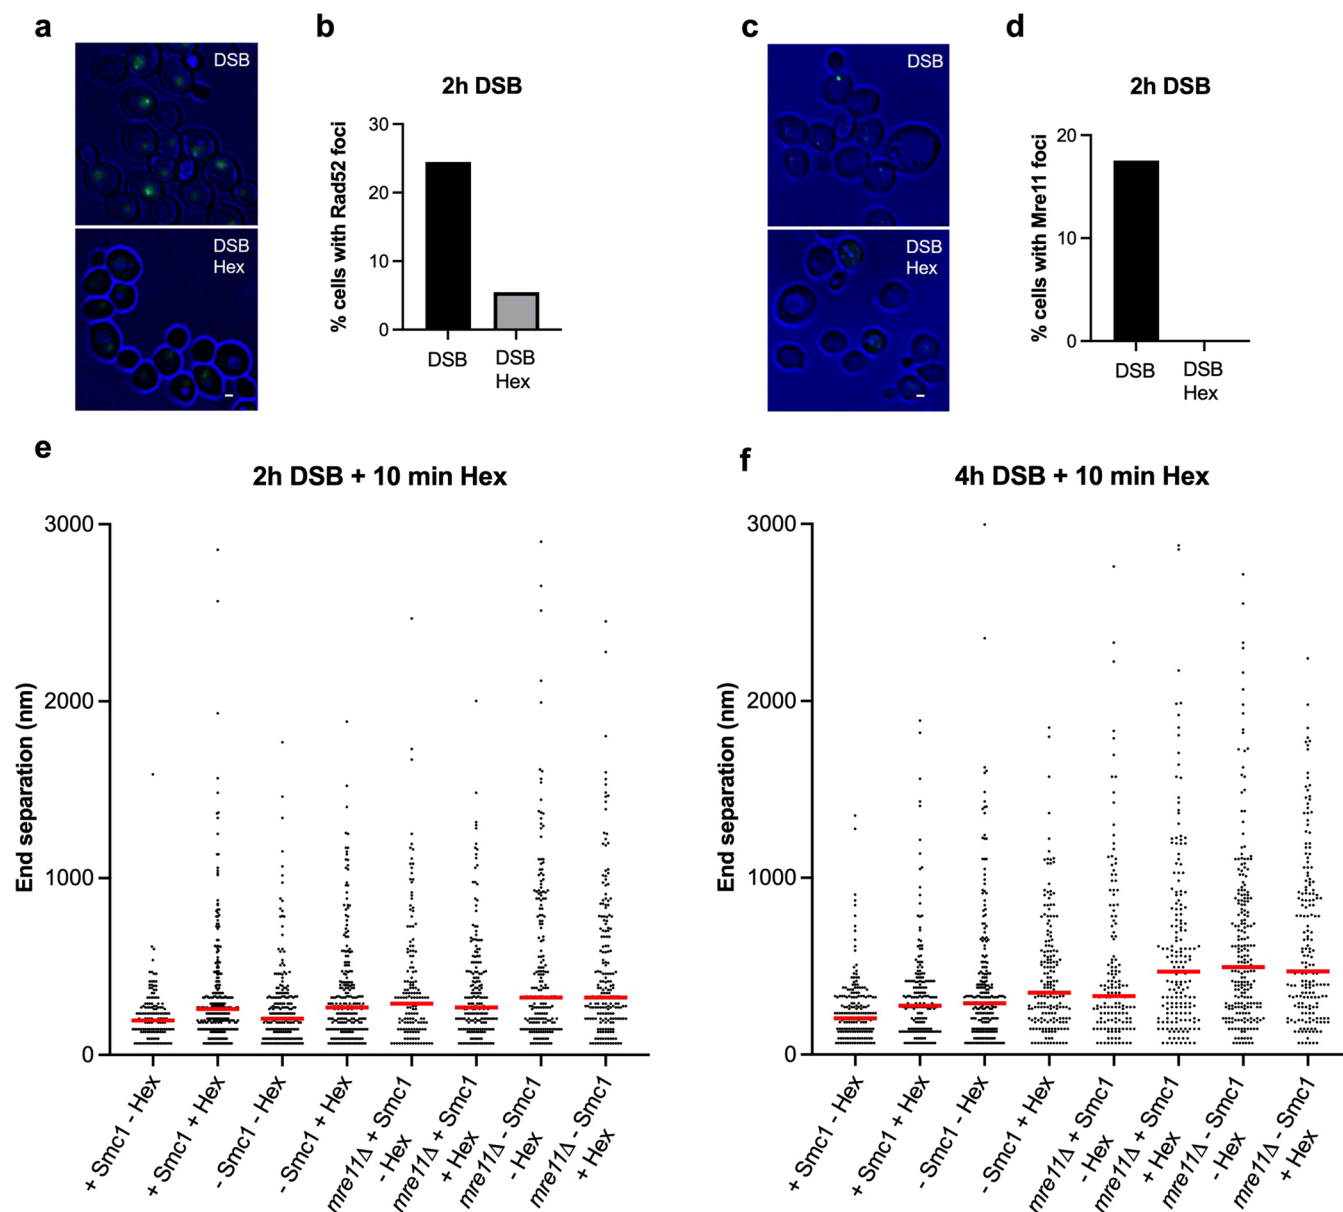 a
DSB
DSB
Hex
b
2h DSB
% cells with Rad52 foci
30
20
10
0
DSB
DSB
Hex
c
DSB
DSB
Hex
d
2h DSB
% cells with Mre11 foci
20
10
0
DSB
DSB
Hex
e
2h DSB + 10 min Hex
End separation (nm)
3000
2000
1000
0
+ Smc1 - Hex
+ Smc1 + Hex
- Smc1 - Hex
- Smc1 + Hex
mre11Δ + Smc1
- Hex
mre11Δ + Smc1
+ Hex
mre11Δ - Smc1
- Hex
mre11Δ - Smc1
+ Hex
f
4h DSB + 10 min Hex
End separation (nm)
3000
2000
1000
0
+ Smc1 - Hex
+ Smc1 + Hex
- Smc1 - Hex
- Smc1 + Hex
mre11Δ + Smc1
- Hex
mre11Δ + Smc1
+ Hex
mre11Δ - Smc1
- Hex
mre11Δ - Smc1
+ Hex